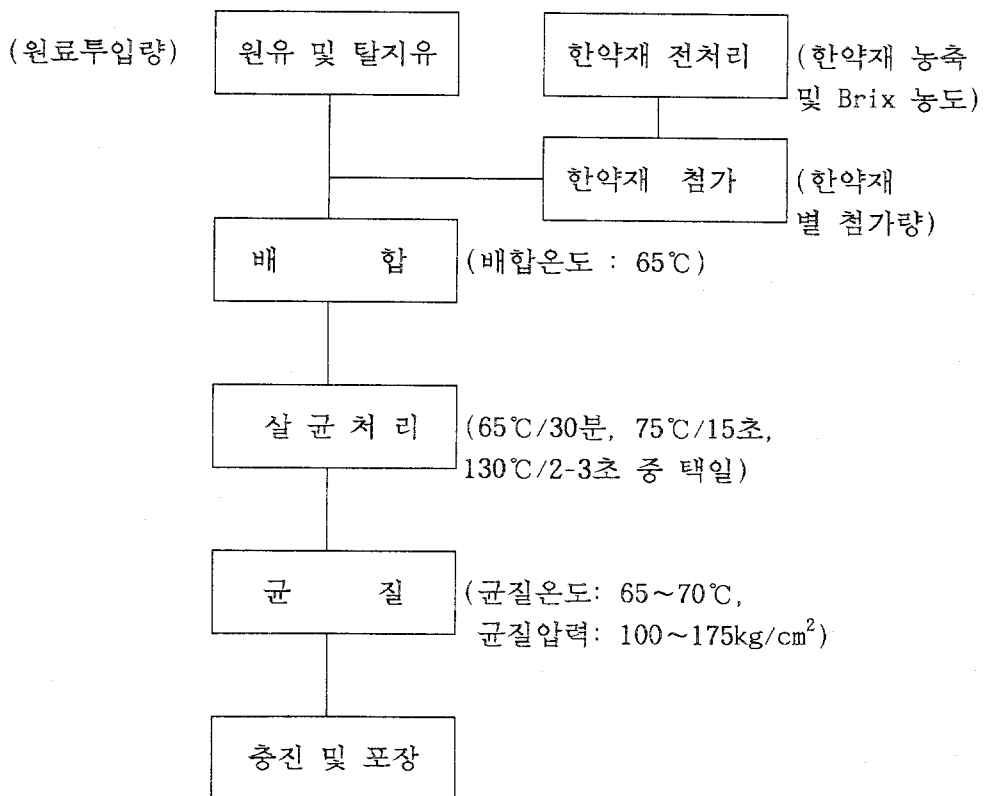 (원료투입량) 원유 및 탈지유 한약재 전처리 (한약재 농축
및 Brix 농도)
한약재 첨가 (한약재
별 첨가량)
배 합 (배합온도 : 65℃)
살 균 처 리 (65℃/30분, 75℃/15초,
130℃/2-3초 중 택일)
균 질 (균질온도: 65~70℃,
균질압력: 100~175kg/cm²)
충진 및 포장